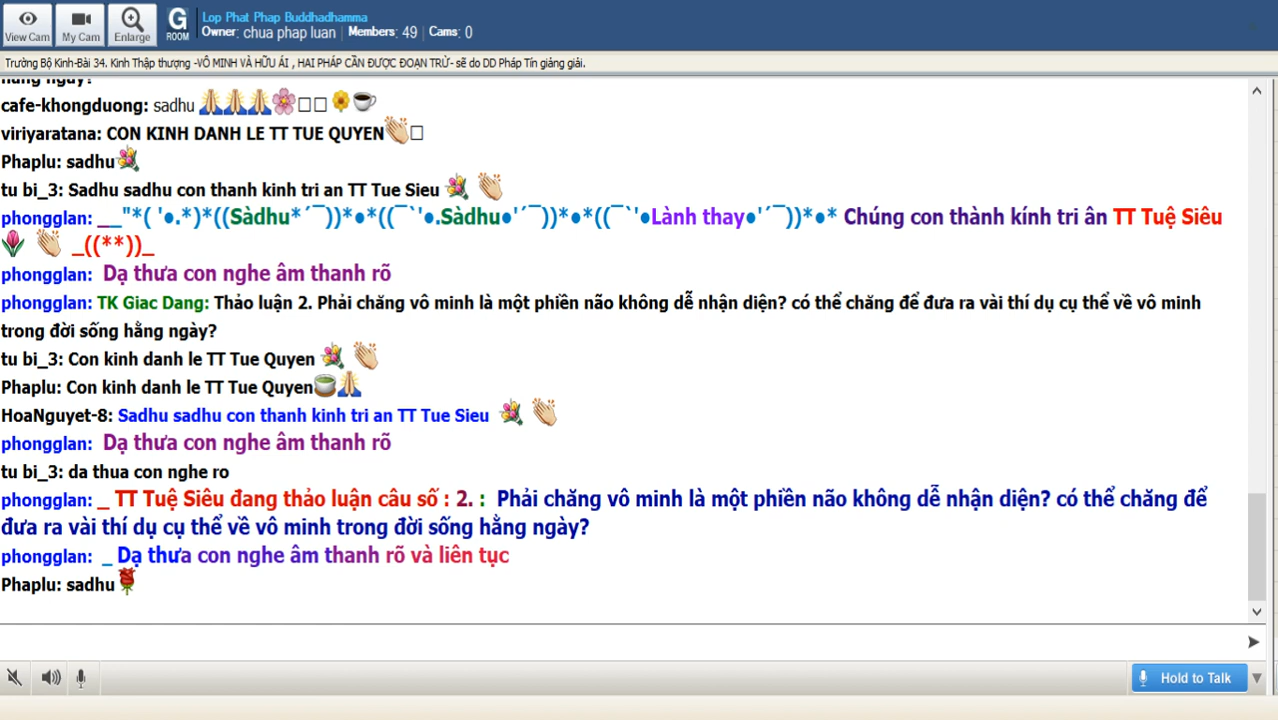 View Cam
My Cam
Enlarge
G
ROOM
Lop Phat Phap Buddhadhamma
Owner: chua phap luan | Members: 49 | Cams: 0
Trường Bộ Kinh-Bài 34. Kinh Thập thượng -VÔ MINH VÀ HỮU ÁI , HAI PHÁP CẦN ĐƯỢC ĐOẠN TRỪ- sẽ do DD Pháp Tín giảng giải.
hằng ngày?
cafe-khongduong: sadhu 🙏🙏🙏🌸□□ 🌼☕
viriyaratana: CON KINH DANH LE TT TUE QUYEN👏□
Phaplu: sadhu💐
tu bi_3: Sadhu sadhu con thanh kinh tri an TT Tue Sieu 💐 👏
phongglan: __"*( '●.*)*((Sàdhu*´¯))*●*((¯`'●.Sàdhu●'´¯))*●*((¯`'●Lành thay●'´¯))*●* Chúng con thành kính tri ân TT Tuệ Siêu
🌷 👏 _((**))_
phongglan: Dạ thưa con nghe âm thanh rõ
phongglan: TK Giac Dang: Thảo luận 2. Phải chăng vô minh là một phiền não không dễ nhận diện? có thể chăng để đưa ra vài thí dụ cụ thể về vô minh
trong đời sống hằng ngày?
tu bi_3: Con kinh danh le TT Tue Quyen 💐 👏
Phaplu: Con kinh danh le TT Tue Quyen🍵🙏
HoaNguyet-8: Sadhu sadhu con thanh kinh tri an TT Tue Sieu 💐 👏
phongglan: Dạ thưa con nghe âm thanh rõ
tu bi_3: da thua con nghe ro
phongglan: _ TT Tuệ Siêu đang thảo luận câu số : 2. : Phải chăng vô minh là một phiền não không dễ nhận diện? có thể chăng để
đưa ra vài thí dụ cụ thể về vô minh trong đời sống hằng ngày?
phongglan: _ Dạ thưa con nghe âm thanh rõ và liên tục
Phaplu: sadhu🌹
Hold to Talk